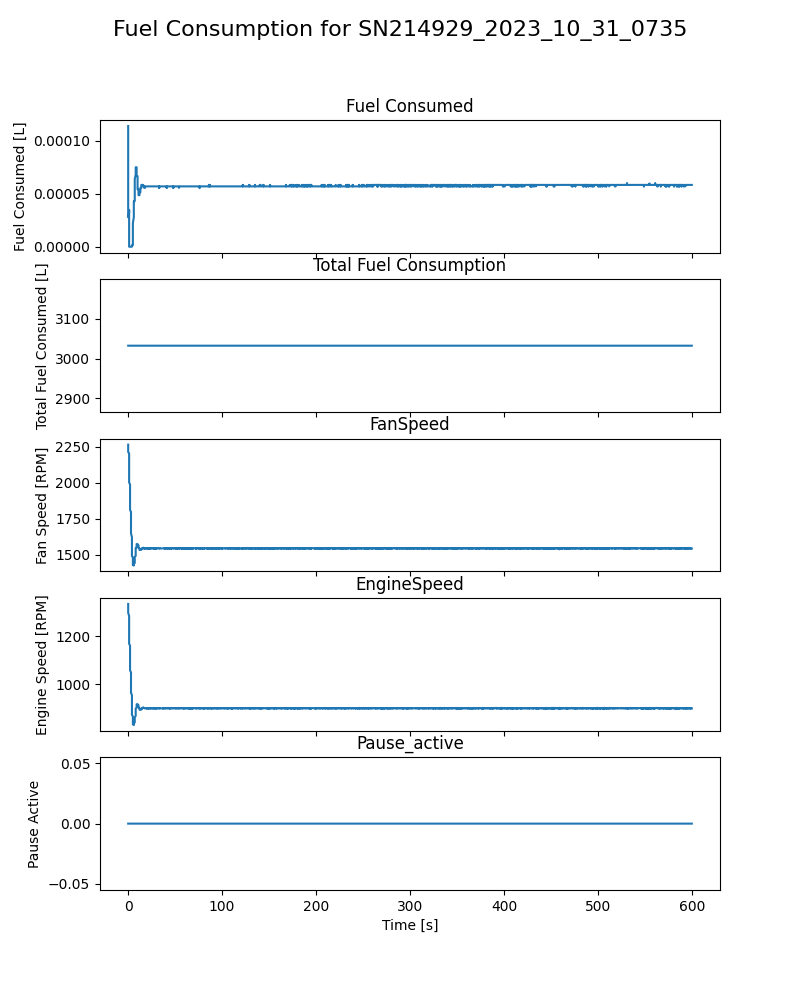 Fuel Consumption for SN214929_2023_10_31_0735
Fuel Consumed
Fuel Consumed [L]
0.00010
0.00005
0.00000
Total Fuel Consumption
Total Fuel Consumed [L]
3100
3000
2900
FanSpeed
Fan Speed [RPM]
2250
2000
1750
1500
EngineSpeed
Engine Speed [RPM]
1200
1000
Pause_active
Pause Active
0.05
0.00
−0.05
0 100 200 300 400 500 600
Time [s]